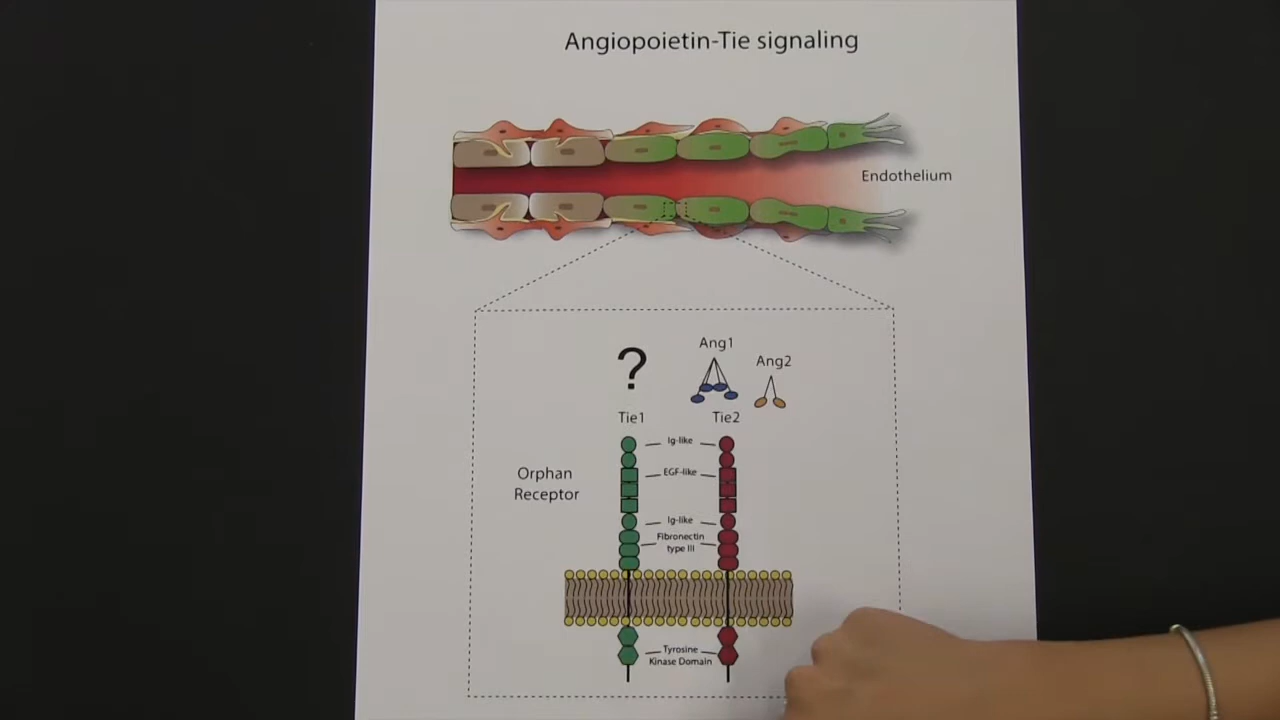 Angiopoietin-Tie signaling
Endothelium
?
Ang1
Ang2
Tie1
Tie2
Ig-like
EGF-like
Orphan
Receptor
Ig-like
Fibronectin
type III
Tyrosine
Kinase Domain